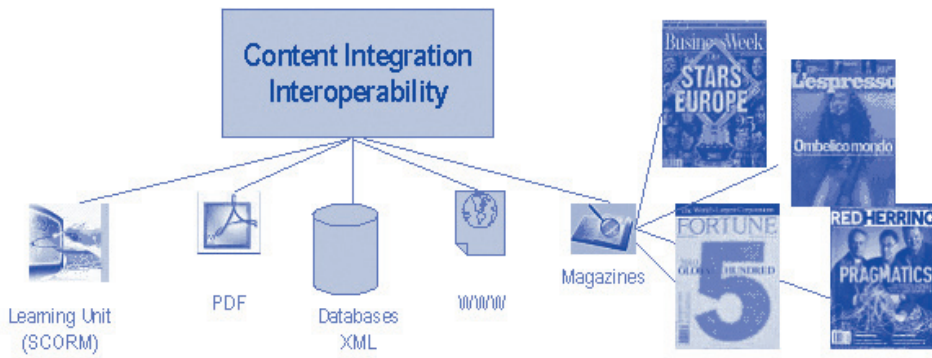 Content Integration
Interoperability
Learning Unit
(SCORM)
PDF
Databases
XML
WWW
Magazines
BusinessWeek
STARS
EUROPE
L'espresso
Ombelico mondo
FORTUNE
GLOBAL HUNDRED
5
RED HERRING
PRAGMATICS